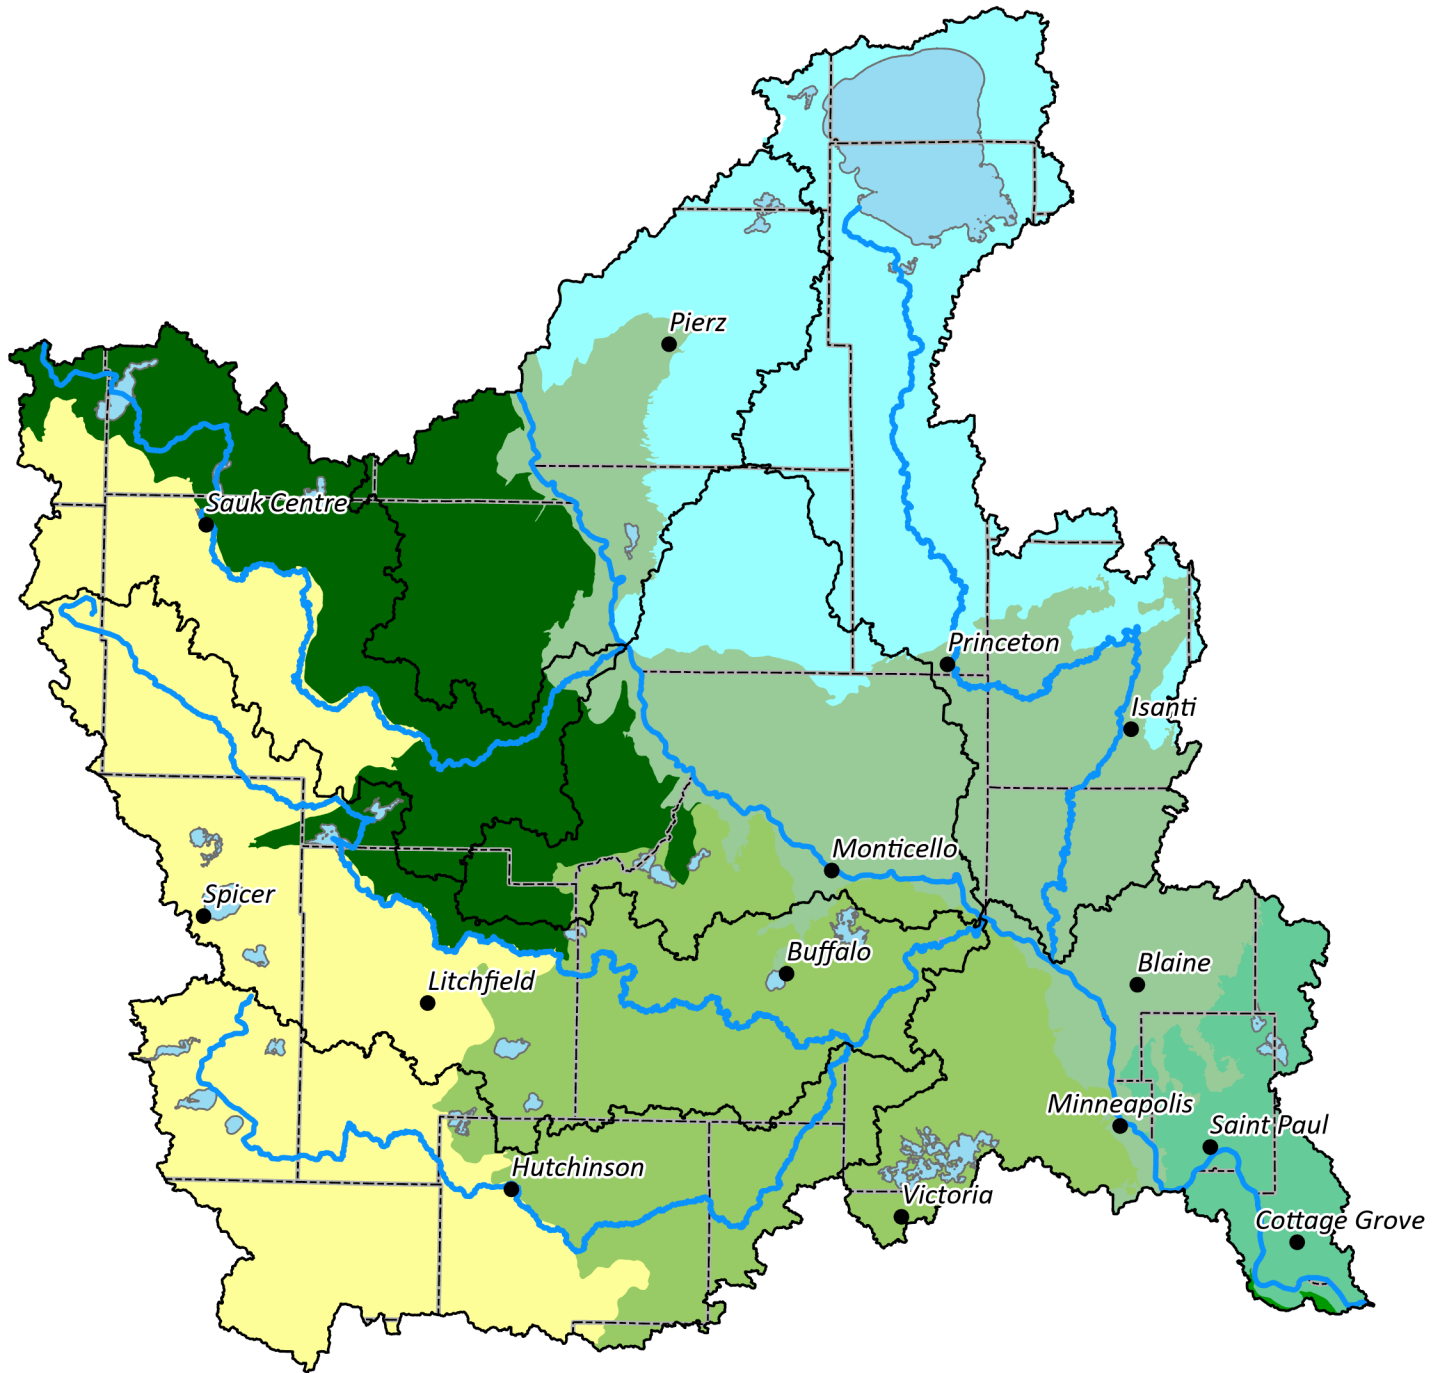 Pierz
Sauk Centre
Princeton
Isanti
Monticello
Spicer
Buffalo
Blaine
Litchfield
Minneapolis
Saint Paul
Hutchinson
Victoria
Cottage Grove